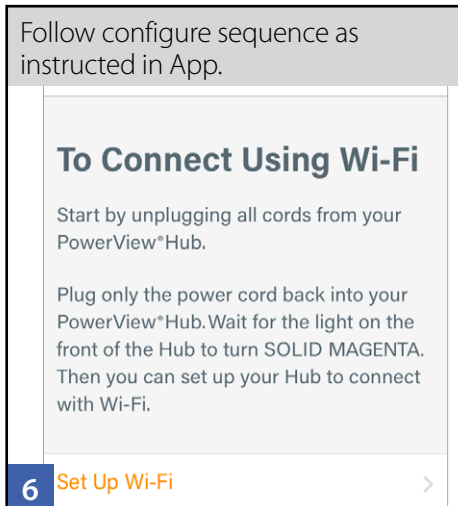 Follow configure sequence as
instructed in App.
To Connect Using Wi-Fi
Start by unplugging all cords from your
PowerView®Hub.
Plug only the power cord back into your
PowerView®Hub.Wait for the light on the
front of the Hub to turn SOLID MAGENTA.
Then you can set up your Hub to connect
with Wi-Fi.
6 Set Up Wi-Fi